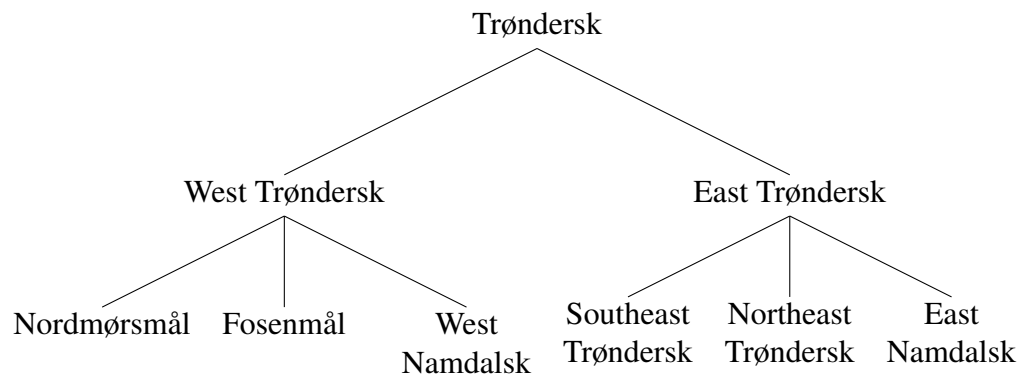 Trøndersk
West Trøndersk East Trøndersk
Nordmørsmål Fosenmål West Namdalsk Southeast Trøndersk Northeast Trøndersk East Namdalsk